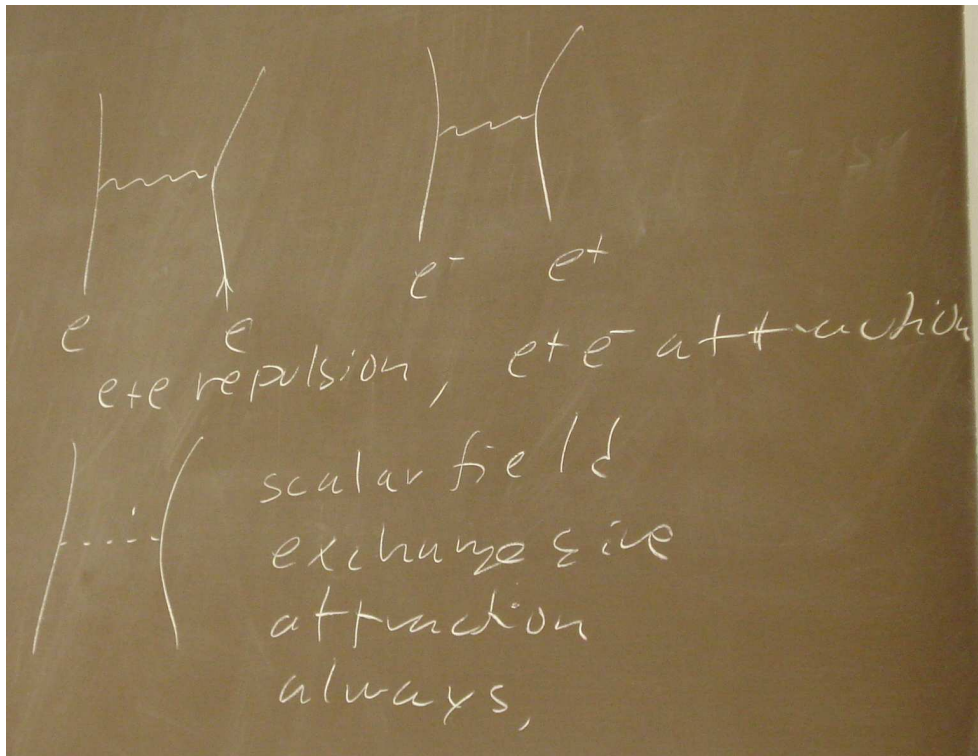 e e e⁻ e⁺
e+e repulsion, e+e⁻ attraction
scalar field
exchange give
attraction
always,